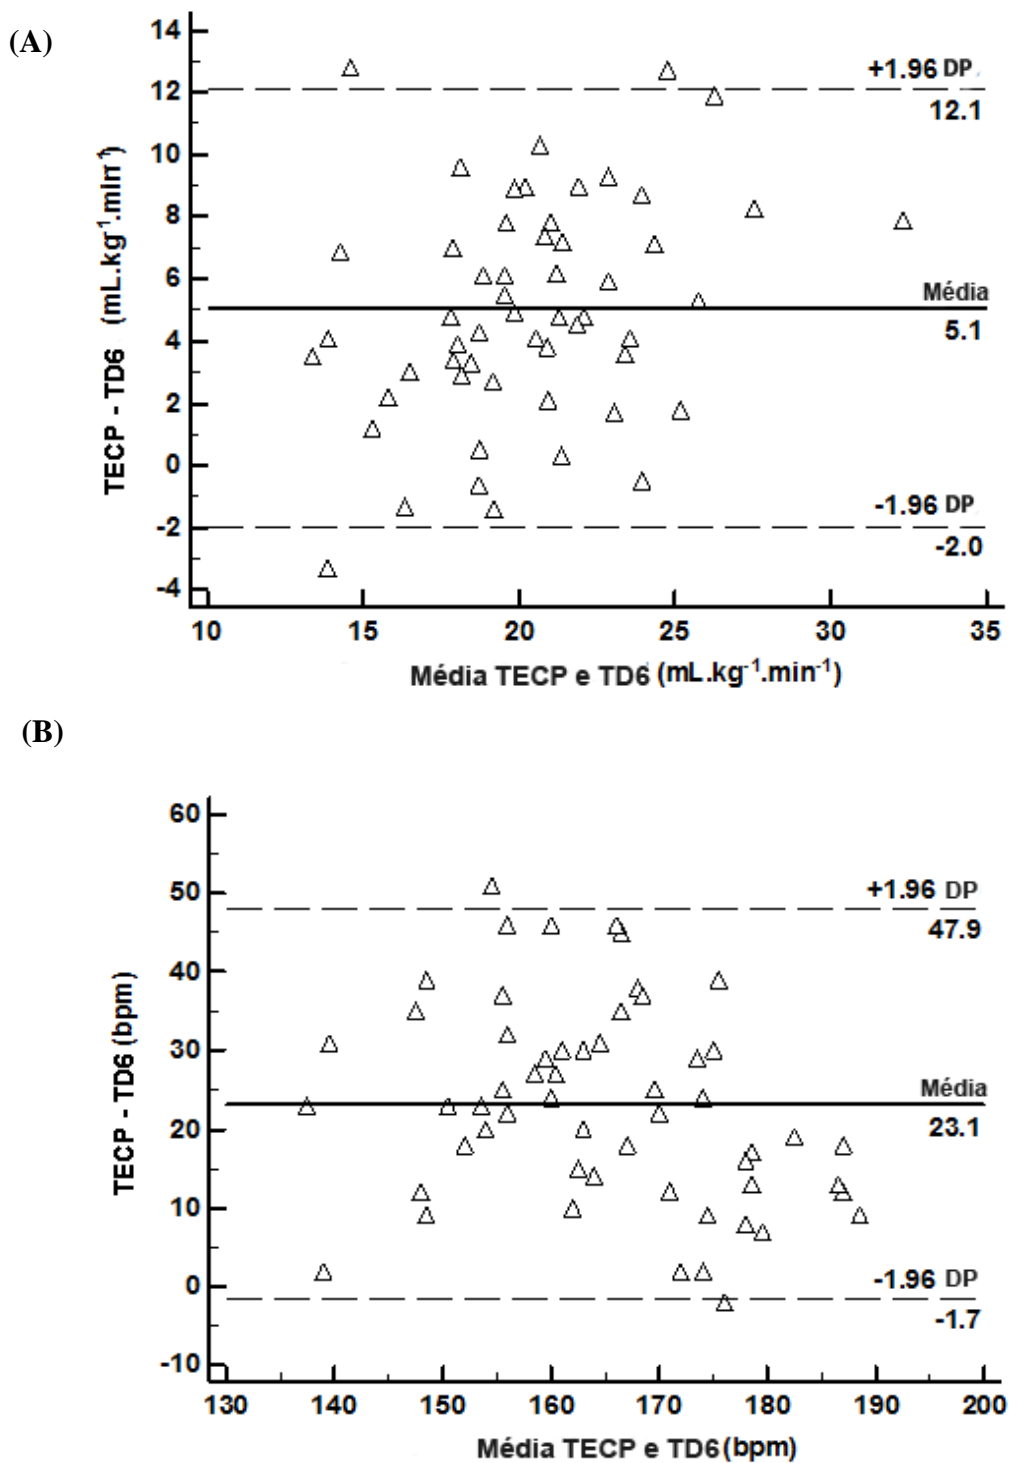 (A)
14
12
10
8
6
4
2
0
-2
-4
TECP - TD6 (mL.kg⁻¹.min⁻¹)
+1.96 DP
12.1
Média
5.1
-1.96 DP
-2.0
10 15 20 25 30 35
Média TECP e TD6 (mL.kg⁻¹.min⁻¹)
(B)
60
50
40
30
20
10
0
-10
TECP - TD6 (bpm)
+1.96 DP
47.9
Média
23.1
-1.96 DP
-1.7
130 140 150 160 170 180 190 200
Média TECP e TD6 (bpm)